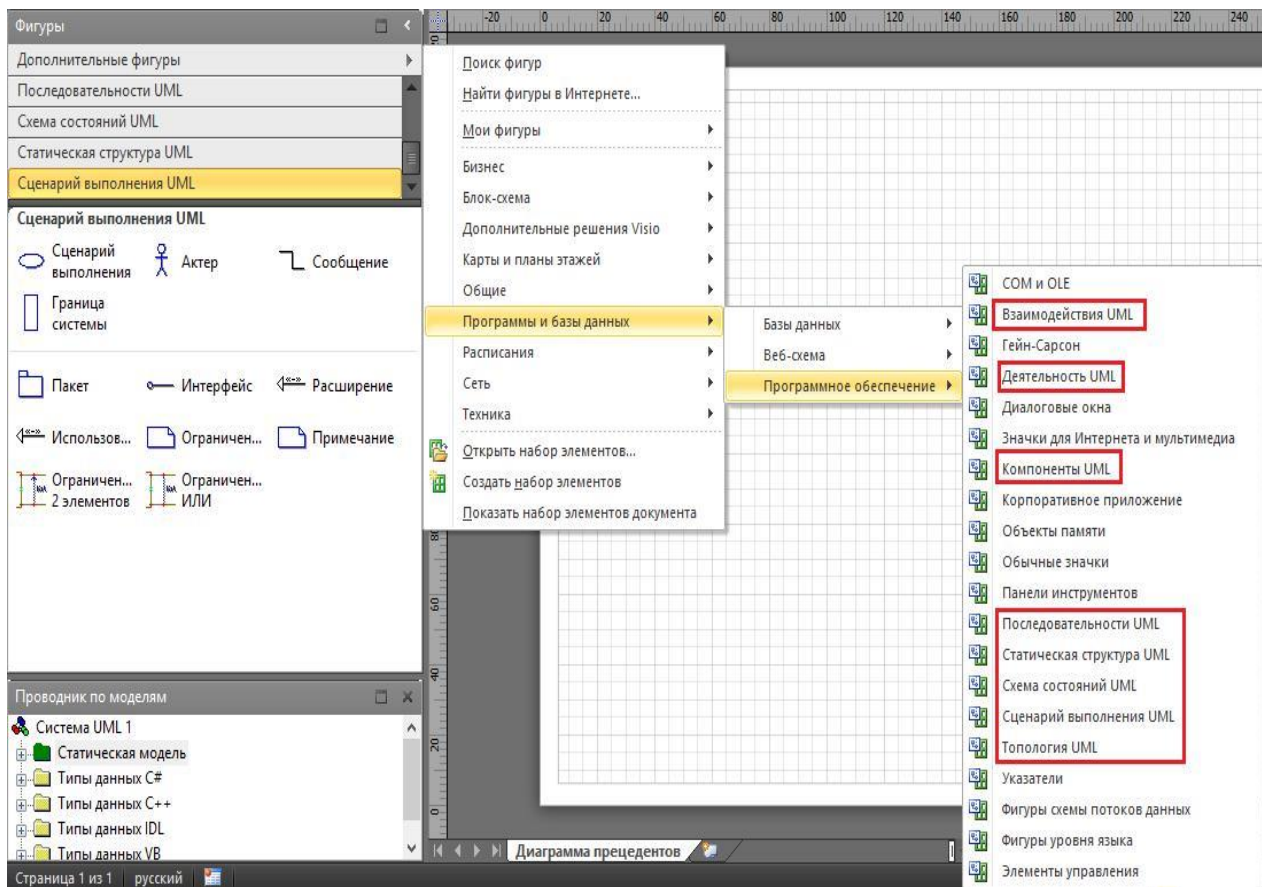 Фигуры
Дополнительные фигуры
Последовательности UML
Схема состояний UML
Статическая структура UML
Сценарий выполнения UML
Сценарий выполнения UML
Сценарий выполнения
Актер
Сообщение
Граница системы
Пакет
Интерфейс
Расширение
Использов...
Ограничен...
Примечание
Ограничен... 2 элементов
Ограничен... ИЛИ
Проводник по моделям
Система UML 1
Статическая модель
Типы данных C#
Типы данных C++
Типы данных IDL
Типы данных VB
Страница 1 из 1 русский
-20 0 20 40 60 80 100 120 140 160 180 200 220 240
80
60
40
20
0
Поиск фигур
Найти фигуры в Интернете...
Мои фигуры
Бизнес
Блок-схема
Дополнительные решения Visio
Карты и планы этажей
Общие
Программы и базы данных
Расписания
Сеть
Техника
Открыть набор элементов...
Создать набор элементов
Показать набор элементов документа
Базы данных
Веб-схема
Программное обеспечение
COM и OLE
Взаимодействия UML
Гейн-Сарсон
Деятельность UML
Диалоговые окна
Значки для Интернета и мультимедиа
Компоненты UML
Корпоративное приложение
Объекты памяти
Обычные значки
Панели инструментов
Последовательности UML
Статическая структура UML
Схема состояний UML
Сценарий выполнения UML
Топология UML
Указатели
Фигуры схемы потоков данных
Фигуры уровня языка
Элементы управления
Диаграмма прецедентов